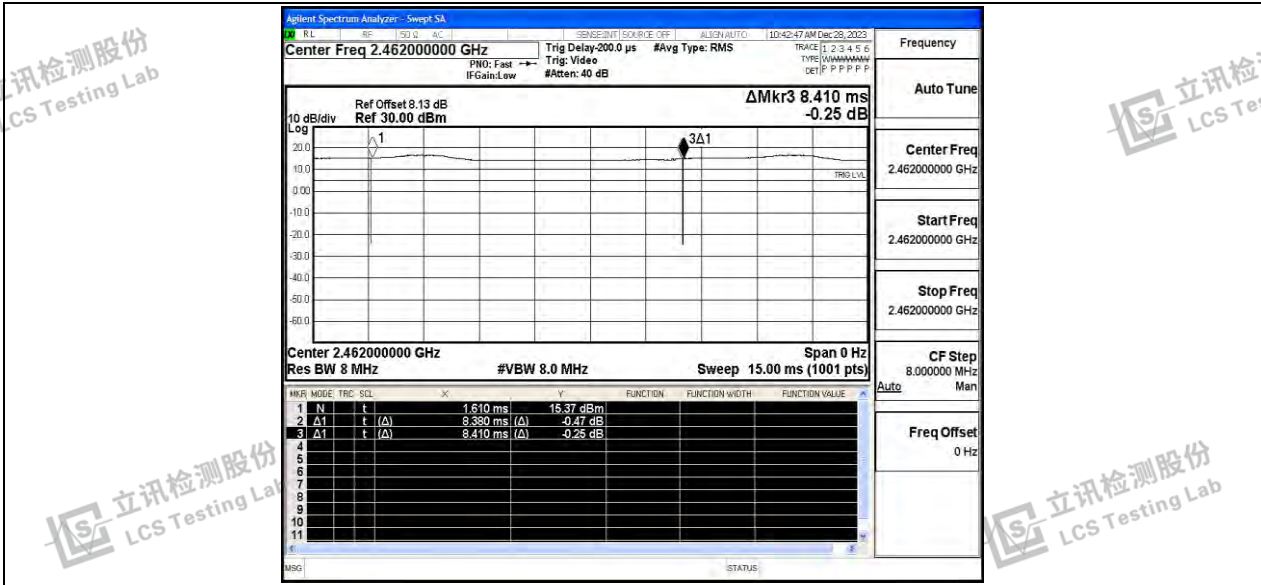 Agilent Spectrum Analyzer - Swept SA
RL RF 50 Ω AC SENSE:INT SOURCE OFF ALIGN AUTO 10:42:47 AM Dec 28, 2023
Center Freq 2.462000000 GHz
Trig Delay-200.0 µs #Avg Type: RMS
TRACE 1 2 3 4 5 6
PNO: Fast
Trig: Video
TYPE
IFGain:Low
#Atten: 40 dB
DET P P P P P P
ΔMkr3 8.410 ms
-0.25 dB
Ref Offset 8.13 dB
10 dB/div Ref 30.00 dBm
Log
1
3Δ1
20.0
10.0
TRIG LVL
0.00
-10.0
-20.0
-30.0
-40.0
-50.0
-60.0
Center 2.462000000 GHz Span 0 Hz
Res BW 8 MHz #VBW 8.0 MHz Sweep 15.00 ms (1001 pts)
MKR MODE TRC SCL X Y FUNCTION FUNCTION WIDTH FUNCTION VALUE
1 N t 1.610 ms 15.37 dBm
2 Δ1 t (Δ) 8.380 ms (Δ) -0.47 dB
3 Δ1 t (Δ) 8.410 ms (Δ) -0.25 dB
4
5
6
7
8
9
10
11
MSG STATUS
Frequency
Auto Tune
Center Freq
2.462000000 GHz
Start Freq
2.462000000 GHz
Stop Freq
2.462000000 GHz
CF Step
8.000000 MHz
Auto Man
Freq Offset
0 Hz
讯检测股份
LCS Testing Lab
立讯检
LCS Tes
立讯检测股份
LCS Testing Lab
立讯检测股份
LCS Testing Lab